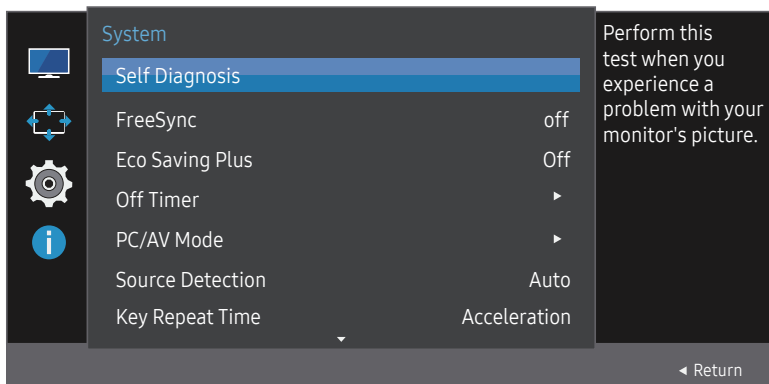 System
Self Diagnosis
FreeSync off
Eco Saving Plus Off
Off Timer ▸
PC/AV Mode ▸
Source Detection Auto
Key Repeat Time Acceleration
Perform this
test when you
experience a
problem with your
monitor's picture.
◂ Return